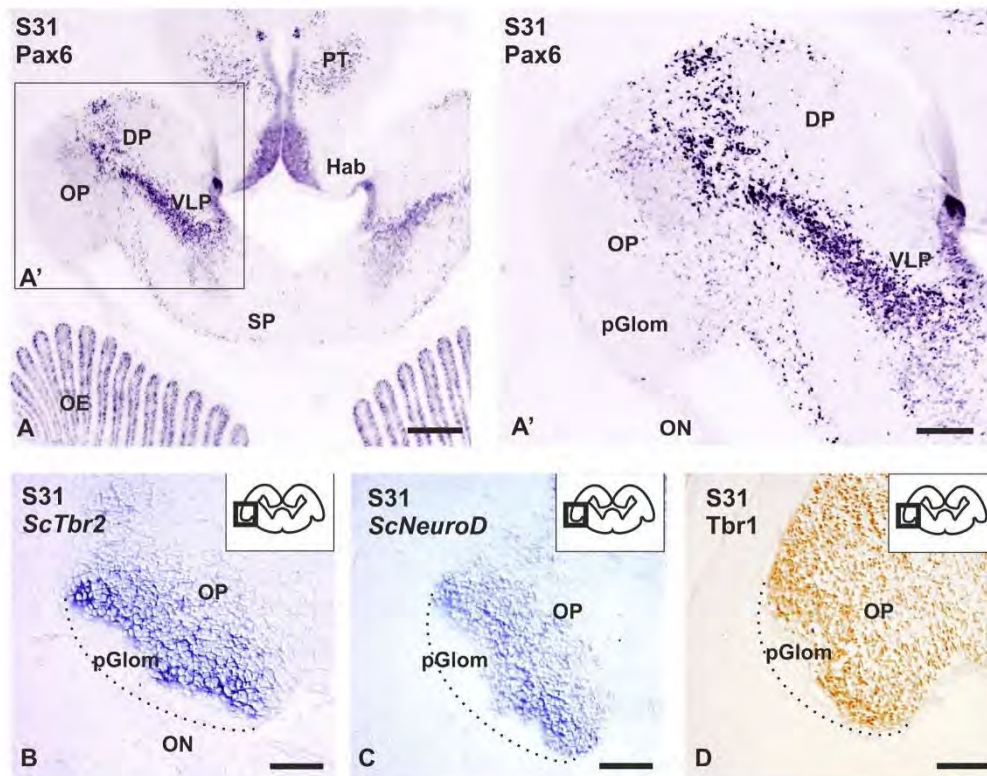 S31
Pax6
PT
DP
Hab
OP
VLP
A'
SP
OE
A
S31
Pax6
DP
OP
VLP
pGlom
A'
ON
S31
ScTbr2
OP
pGlom
B
ON
S31
ScNeuroD
OP
pGlom
C
S31
Tbr1
OP
pGlom
D